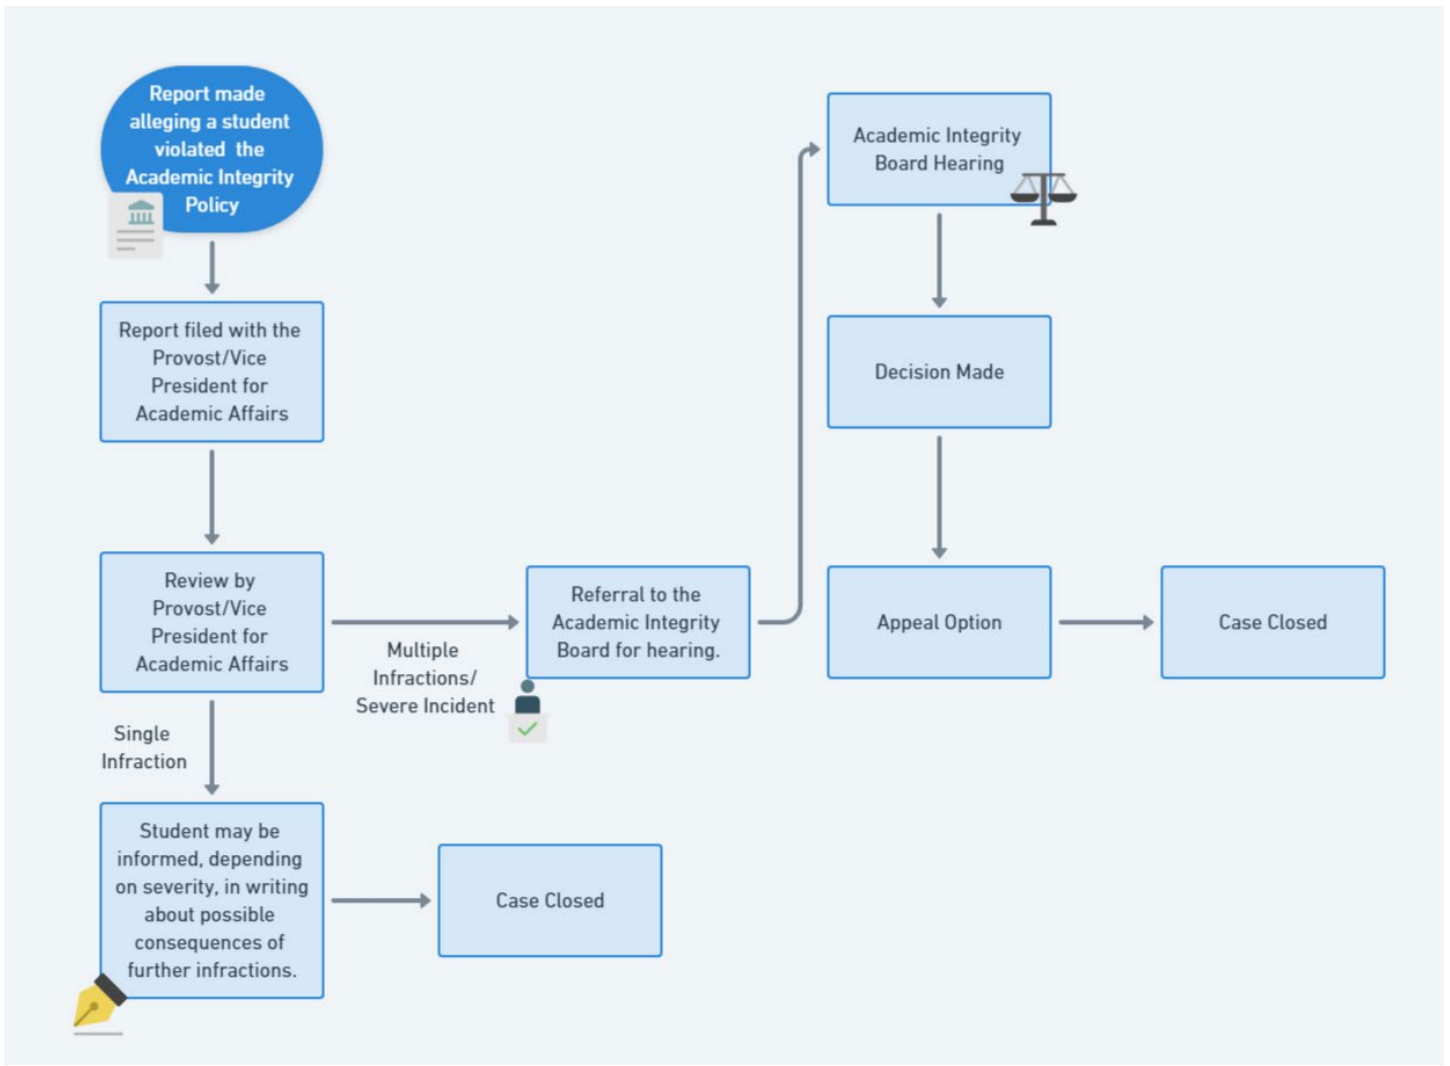 Report made
alleging a student
violated the
Academic Integrity
Policy
Report filed with the
Provost/Vice
President for
Academic Affairs
Review by
Provost/Vice
President for
Academic Affairs
Single
Infraction
Student may be
informed, depending
on severity, in writing
about possible
consequences of
further infractions.
Case Closed
Multiple
Infractions/
Severe Incident
Referral to the
Academic Integrity
Board for hearing.
Academic Integrity
Board Hearing
Decision Made
Appeal Option
Case Closed